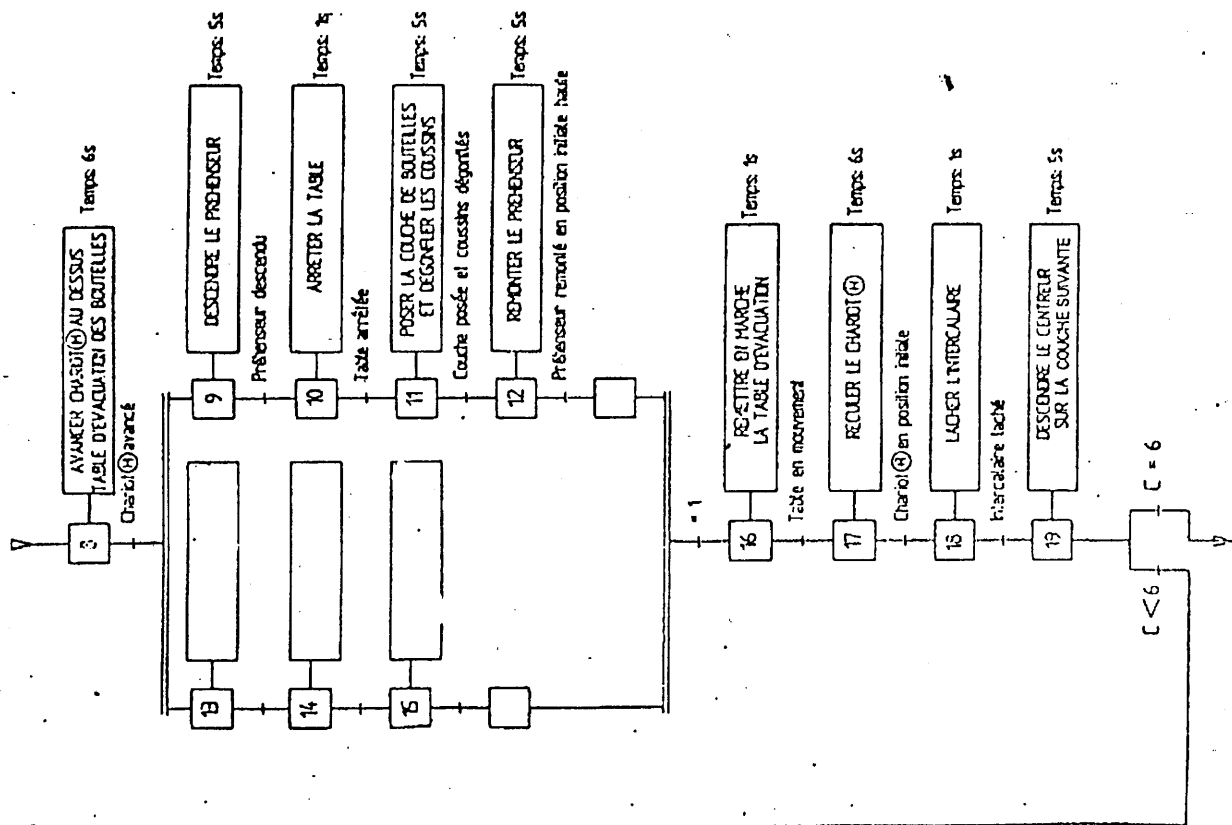 8
AVANCER CHARIOT (H) AU DESSUS
TABLE D'EVACUATION DES BOUTEILLES
Temps: 6s
Chariot (H) avancé
9
DESCENDRE LE PREHENSEUR
Temps: 5s
Préhenseur descendu
10
ARRETER LA TABLE
Temps: 1s
Table arrêtée
11
POSER LA COUCHE DE BOUTEILLES
ET DEGONFLER LES COUSSINS
Temps: 5s
Couche posée et coussins dégonflés
12
REMONTER LE PREHENSEUR
Temps: 5s
Préhenseur remonté en position initiale haute
13
14
15
= 1
16
REMETTRE EN MARCHE
LA TABLE D'EVACUATION
Temps: 1s
Table en mouvement
17
RECULER LE CHARIOT (H)
Temps: 6s
Chariot (H) en position initiale
18
LACHER L'INTERCALAIRE
Temps: 1s
Intercalaire laché
19
DESCENDRE LE CENTREUR
SUR LA COUCHE SUIVANTE
Temps: 5s
C < 6
C = 6